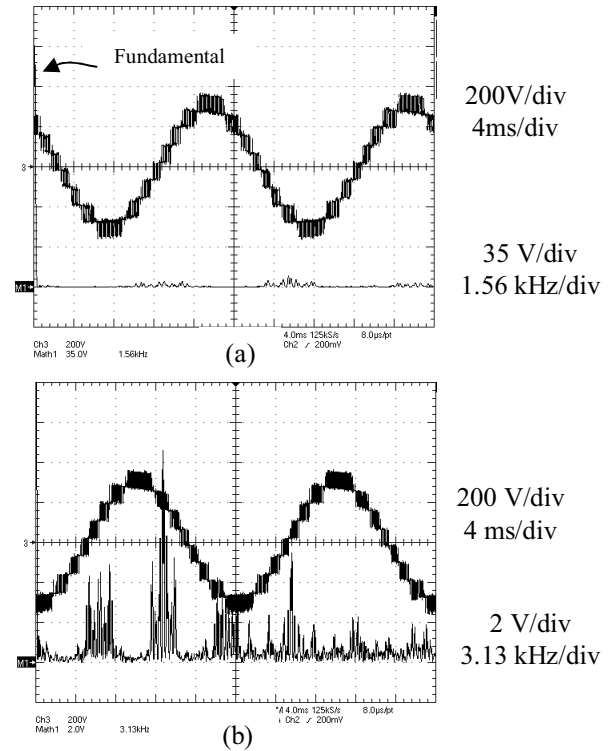 Fundamental
200V/div
4ms/div
3
35 V/div
1.56 kHz/div
M1
4.0ms 125kS/s 8.0µs/pt
Ch3 200V Ch2 200mV
Math1 35.0V 1.56kHz
(a)
200 V/div
4 ms/div
3
2 V/div
3.13 kHz/div
M1
4.0ms 125kS/s 8.0µs/pt
Ch3 200V Ch2 200mV
Math1 2.0V 3.13kHz
(b)